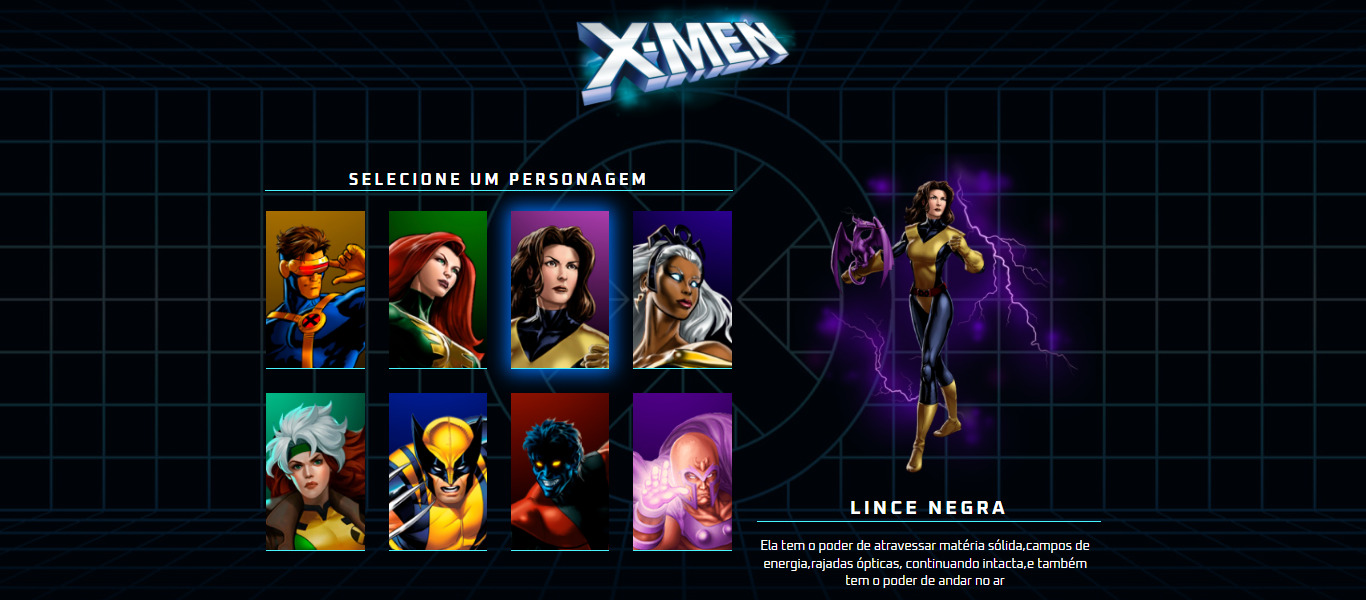 X-MEN
SELECIONE UM PERSONAGEM
LINCE NEGRA
Ela tem o poder de atravessar matéria sólida,campos de
energia,rajadas ópticas, continuando intacta,e também
tem o poder de andar no ar